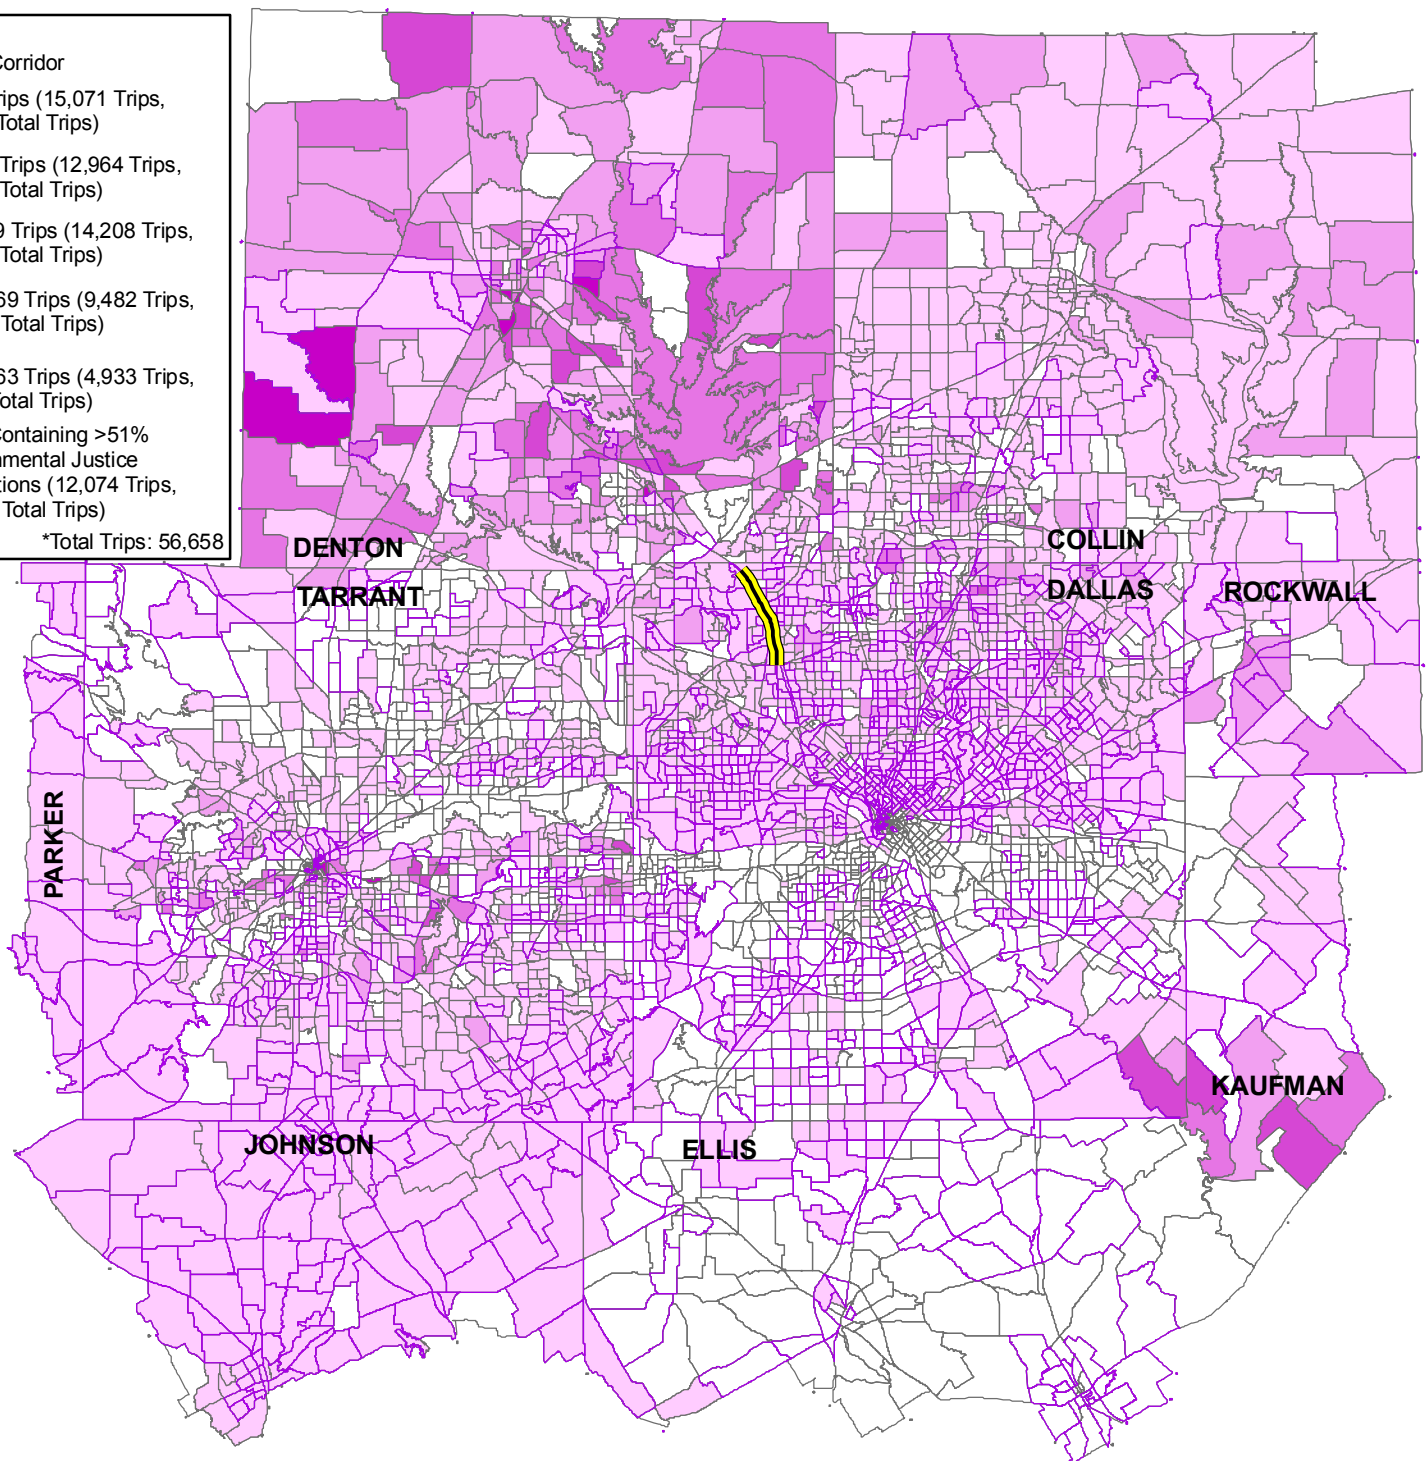 Corridor
rips (15,071 Trips,
Total Trips)
Trips (12,964 Trips,
Total Trips)
9 Trips (14,208 Trips,
Total Trips)
69 Trips (9,482 Trips,
Total Trips)
63 Trips (4,933 Trips,
Total Trips)
Containing >51%
nmental Justice
tions (12,074 Trips,
Total Trips)
*Total Trips: 56,658
DENTON
COLLIN
TARRANT
DALLAS
ROCKWALL
PARKER
KAUFMAN
JOHNSON
ELLIS